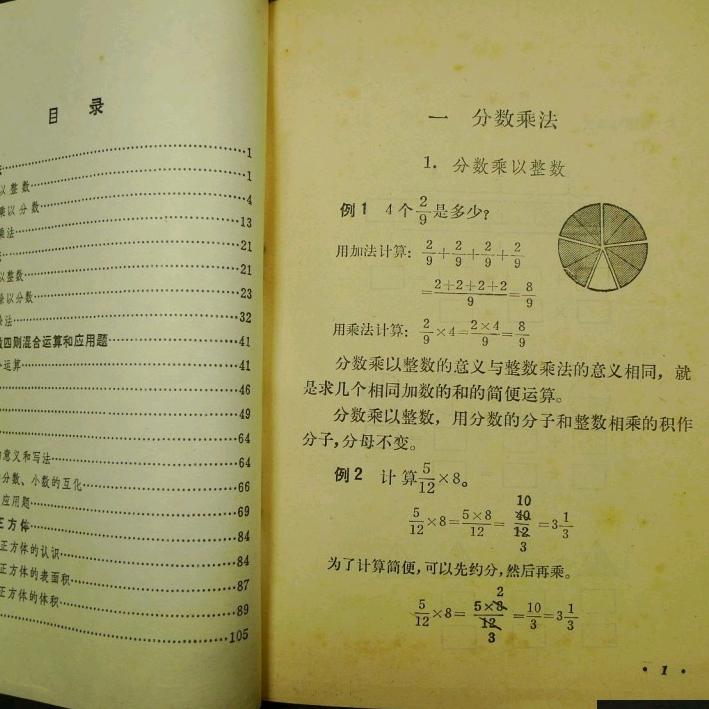 目 录
1
以整数 1
乘以分数 4
乘法 13
21
以整数 21
除以分数 23
除法 32
数四则混合运算和应用题 41
运算 41
46
49
64
的意义和写法 64
分数、小数的互化 66
应用题 69
正方体 84
正方体的认识 84
正方体的表面积 87
正方体的体积 89
105
一 分数乘法
1. 分数乘以整数
例1 4个2/9是多少?
用加法计算: 2/9+2/9+2/9+2/9
=2+2+2+2/9=8/9
用乘法计算: 2/9×4=2×4/9=8/9
分数乘以整数的意义与整数乘法的意义相同, 就
是求几个相同加数的和的简便运算。
分数乘以整数, 用分数的分子和整数相乘的积作
分子,分母不变。
例2 计算5/12×8。
10
5/12×8=5×8/12=40/12=3 1/3
3
为了计算简便,可以先约分,然后再乘。
2
5/12×8=5×8/12=10/3=3 1/3
3
· 1 ·